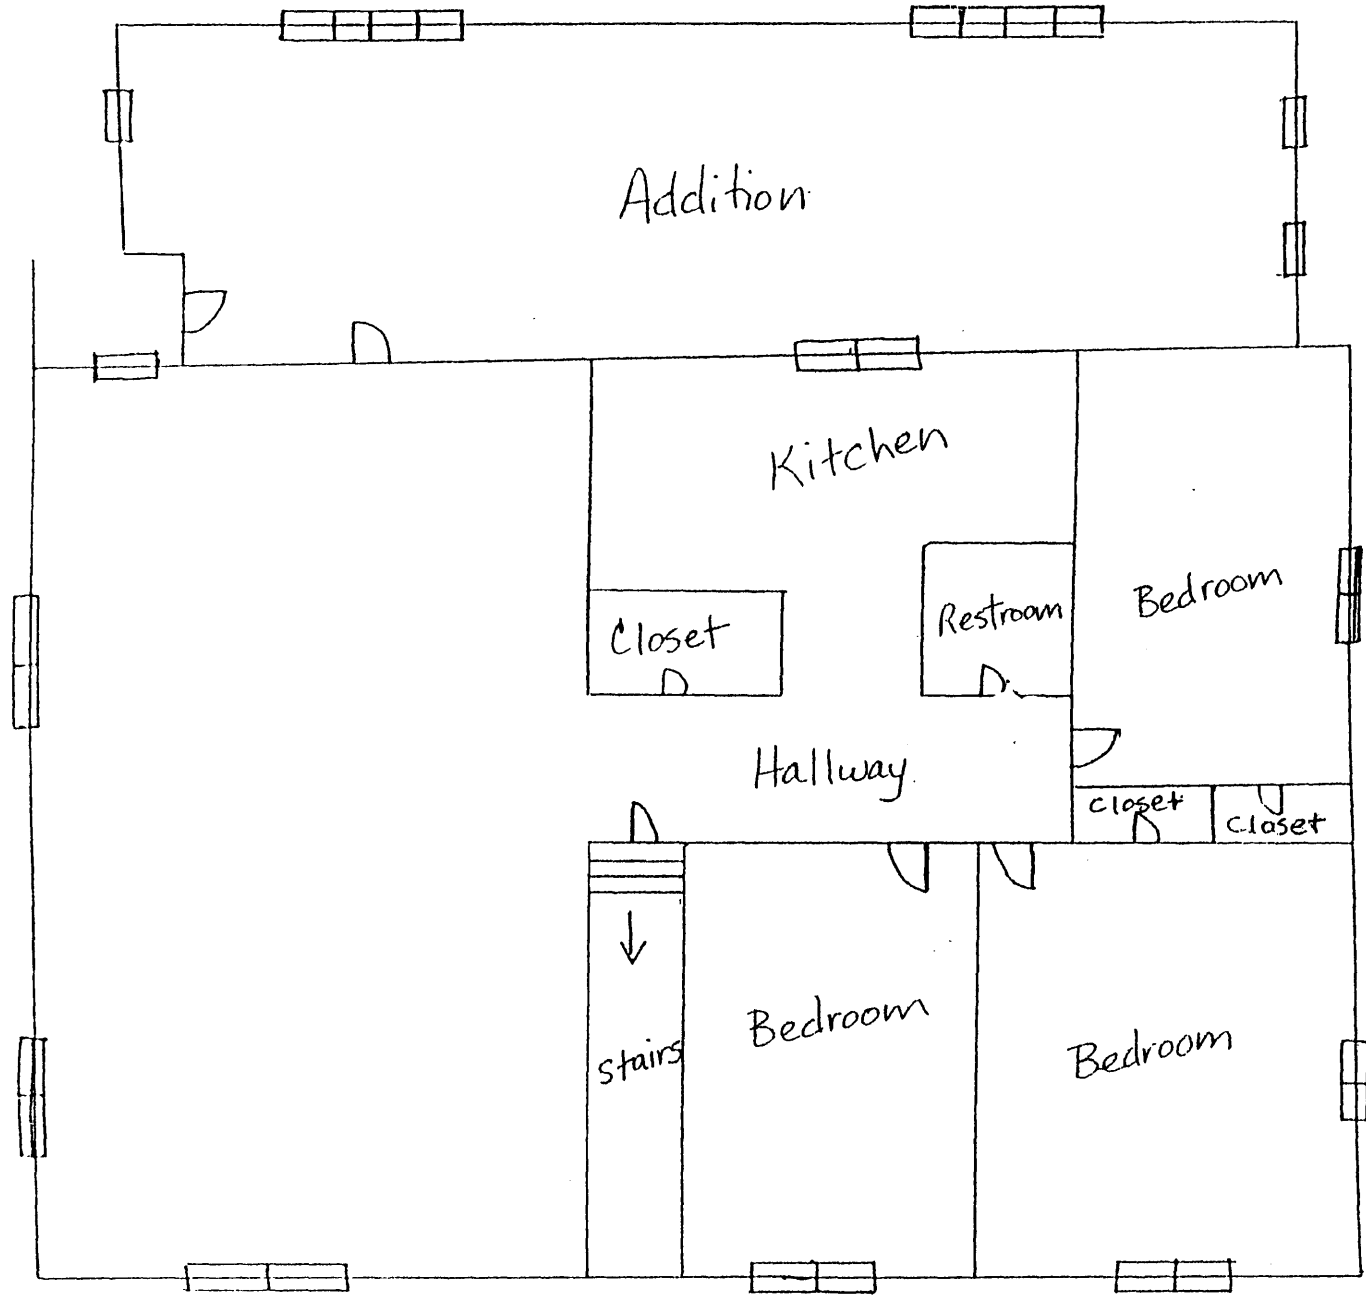 Addition
Kitchen
Bedroom
Restroom
Closet
Hallway
Closet
Closet
Bedroom
Bedroom
Stairs